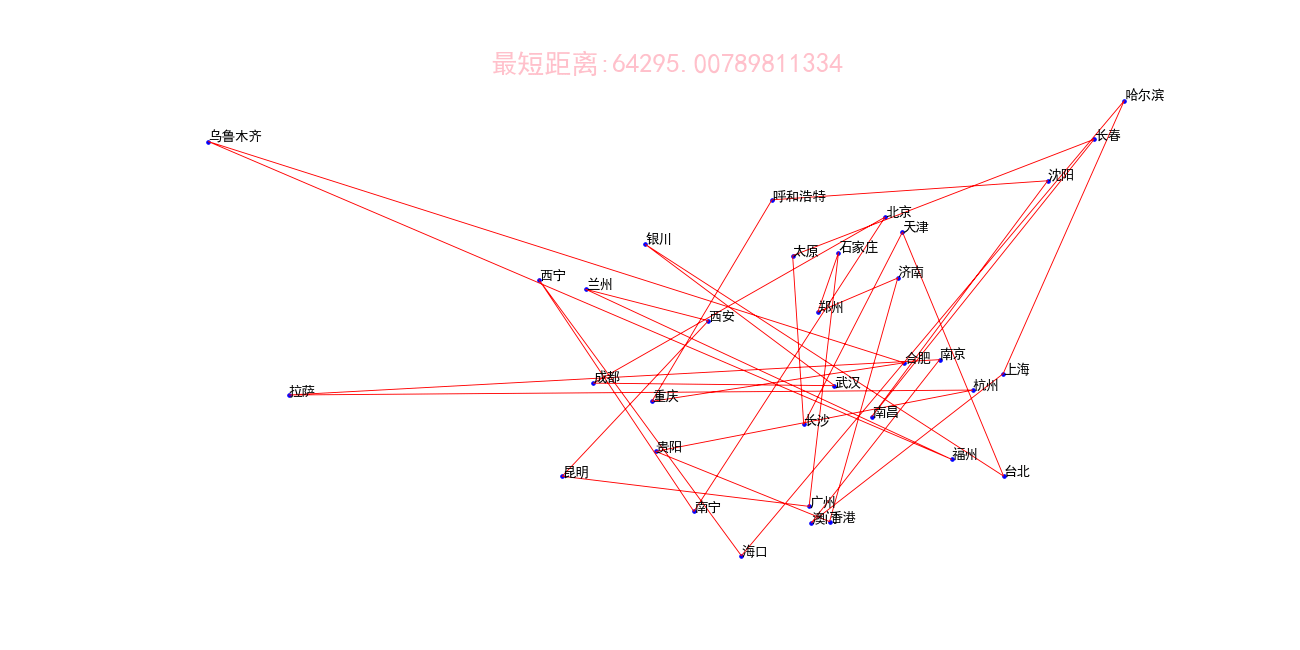 最短距离:64295.00789811334
哈尔滨
乌鲁木齐
长春
沈阳
呼和浩特
北京
天津
银川
太原
石家庄
济南
西宁
兰州
郑州
西安
合肥
南京
上海
成都
武汉
杭州
拉萨
重庆
南昌
长沙
贵阳
福州
昆明
台北
南宁
广州
澳门
香港
海口